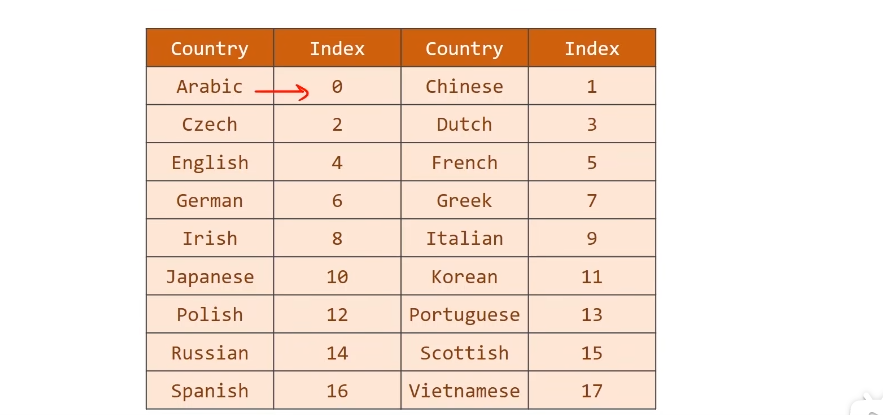 Country Index Country Index
Arabic 0 Chinese 1
Czech 2 Dutch 3
English 4 French 5
German 6 Greek 7
Irish 8 Italian 9
Japanese 10 Korean 11
Polish 12 Portuguese 13
Russian 14 Scottish 15
Spanish 16 Vietnamese 17